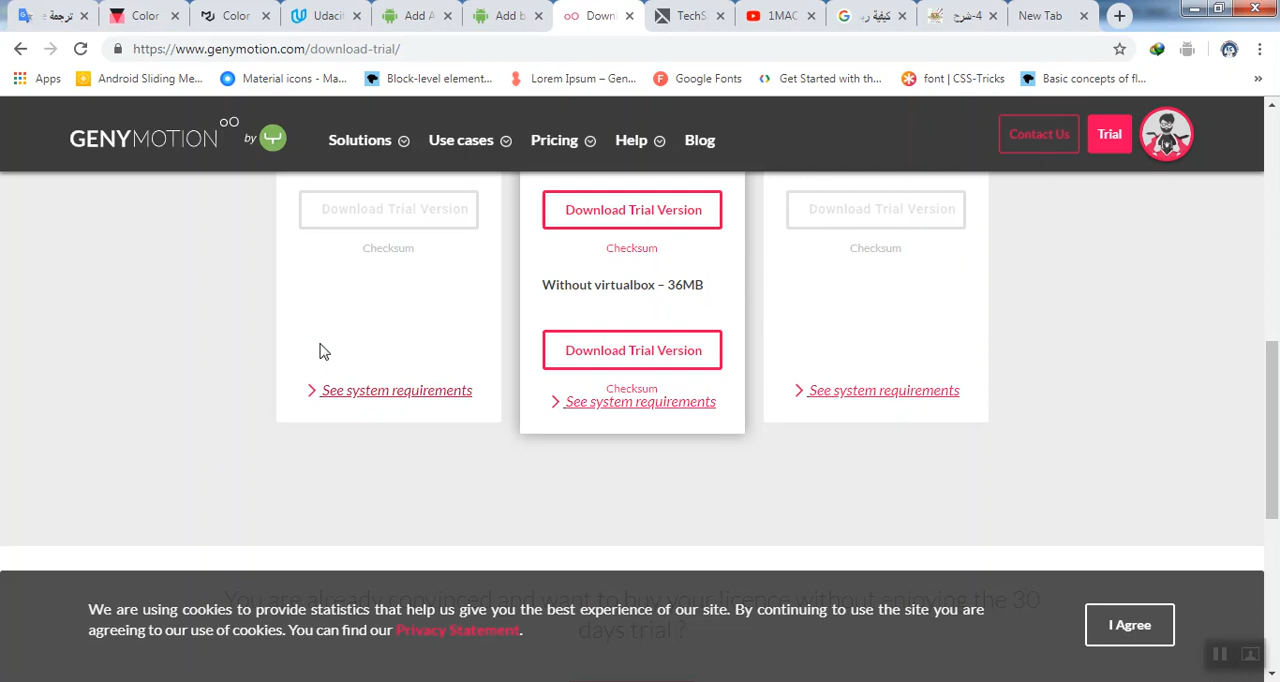 ترجمة
Color
Color
Udaci
Add A
Add b
Down
TechS
1MAC
كيفية ر
4-شرح
New Tab
https://www.genymotion.com/download-trial/
Apps
Android Sliding Me...
Material icons - Ma...
Block-level element...
Lorem Ipsum – Gen...
Google Fonts
Get Started with th...
font | CSS-Tricks
Basic concepts of fl...
»
GENYMOTION by
Solutions
Use cases
Pricing
Help
Blog
Contact Us
Trial
Download Trial Version
Checksum
See system requirements
Download Trial Version
Checksum
Without virtualbox – 36MB
Download Trial Version
Checksum
See system requirements
Download Trial Version
Checksum
See system requirements
You are already convinced and want to buy your licence without enjoying the 30
days trial ?
We are using cookies to provide statistics that help us give you the best experience of our site. By continuing to use the site you are
agreeing to our use of cookies. You can find our Privacy Statement.
I Agree